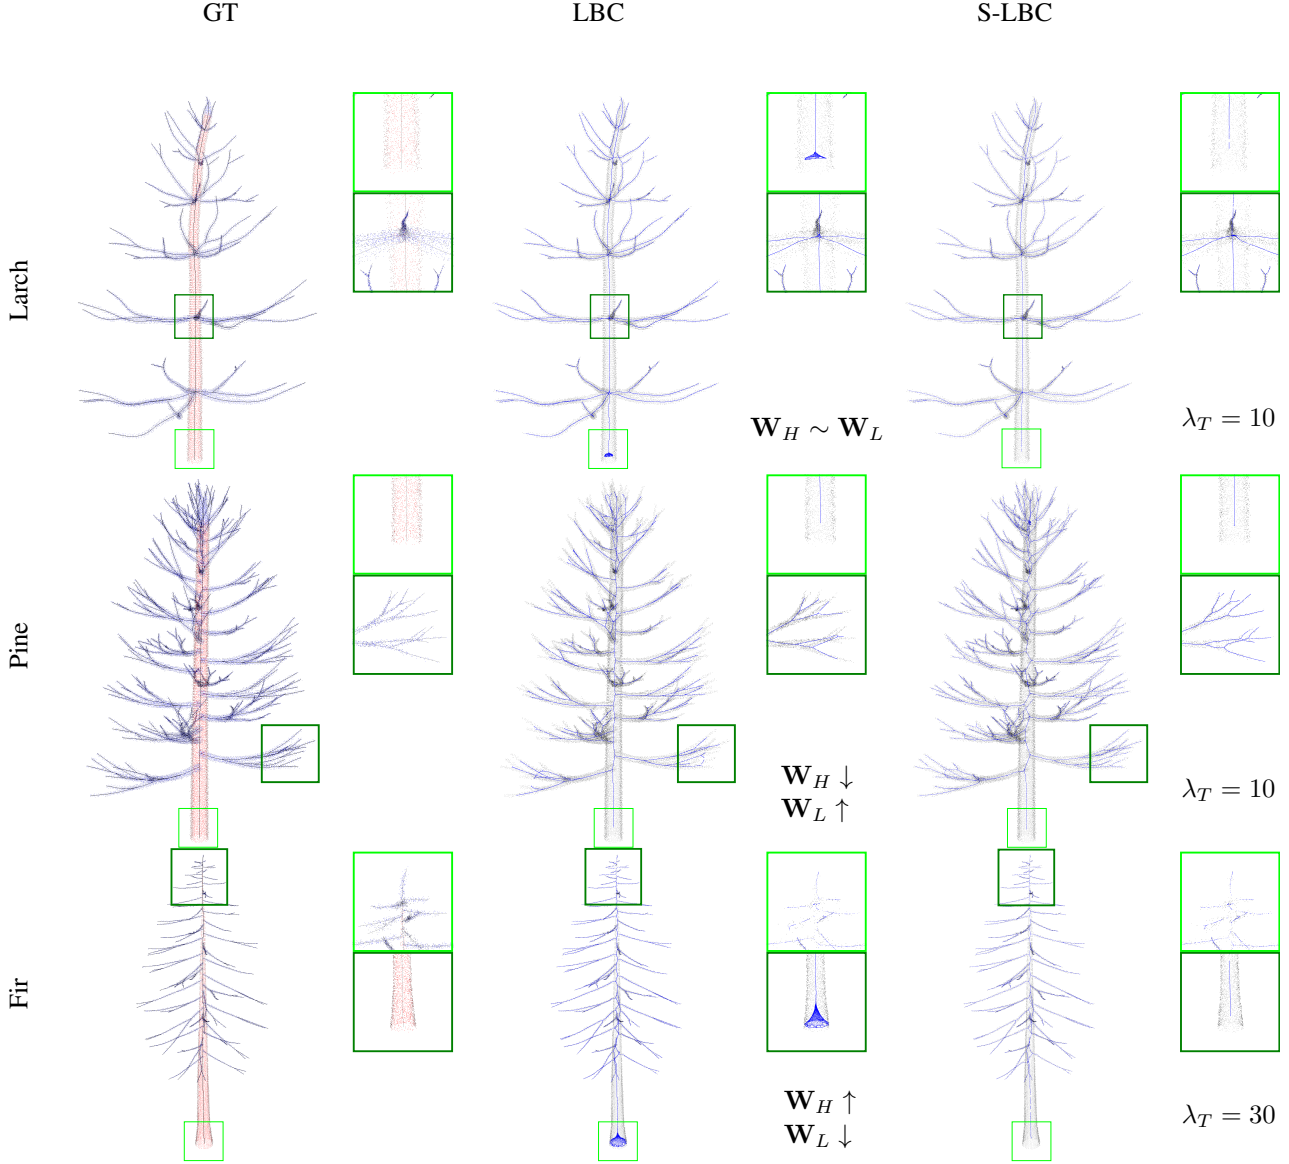 GT LBC S-LBC
Larch
𝐖_H ∼ 𝐖_L
λ_T = 10
Pine
𝐖_H ↓
𝐖_L ↑
λ_T = 10
Fir
𝐖_H ↑
𝐖_L ↓
λ_T = 30